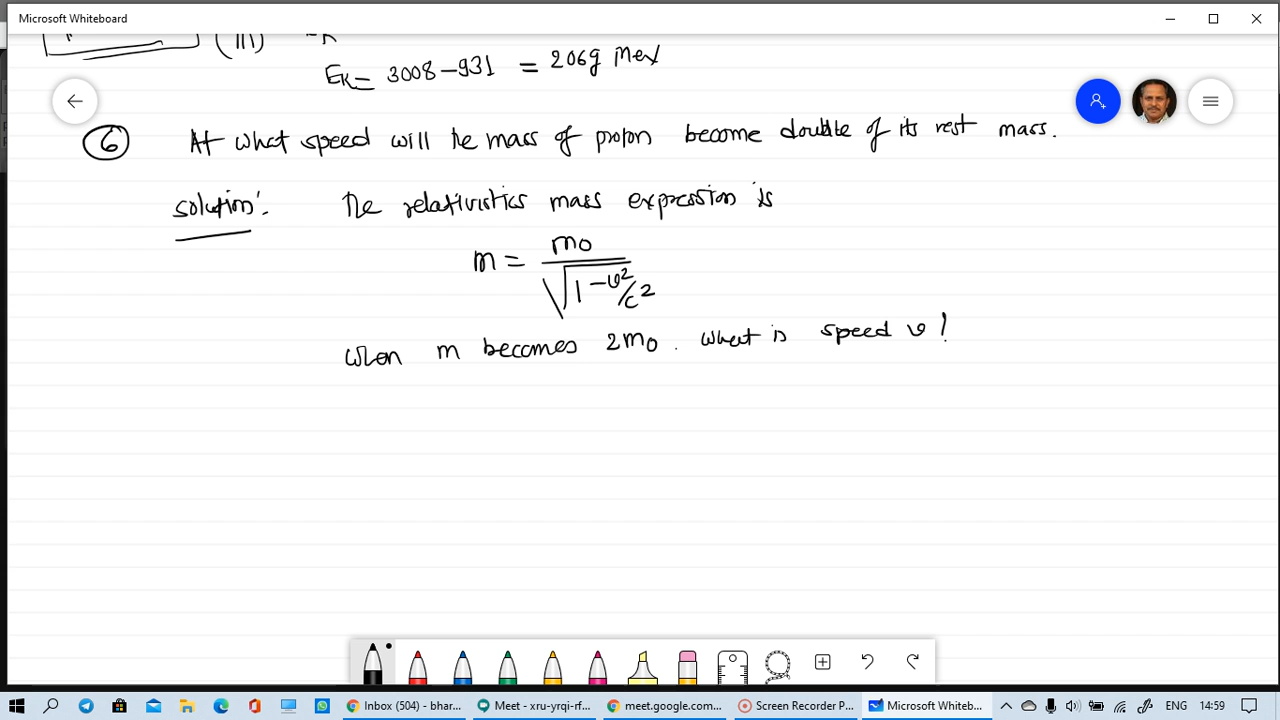 Microsoft Whiteboard
(III)
EK = 3008 - 931 = 2069 Mev
6 At what speed will the mass of proton become double of its rest mass.
solution: The relativistics mass expression is
m = m0 / √1 - v²/c²
when m becomes 2m0. what is speed v!
Inbox (504) - bhar...
Meet - xru-yrqi-rf...
meet.google.com...
Screen Recorder P...
Microsoft Whiteb...
ENG
14:59